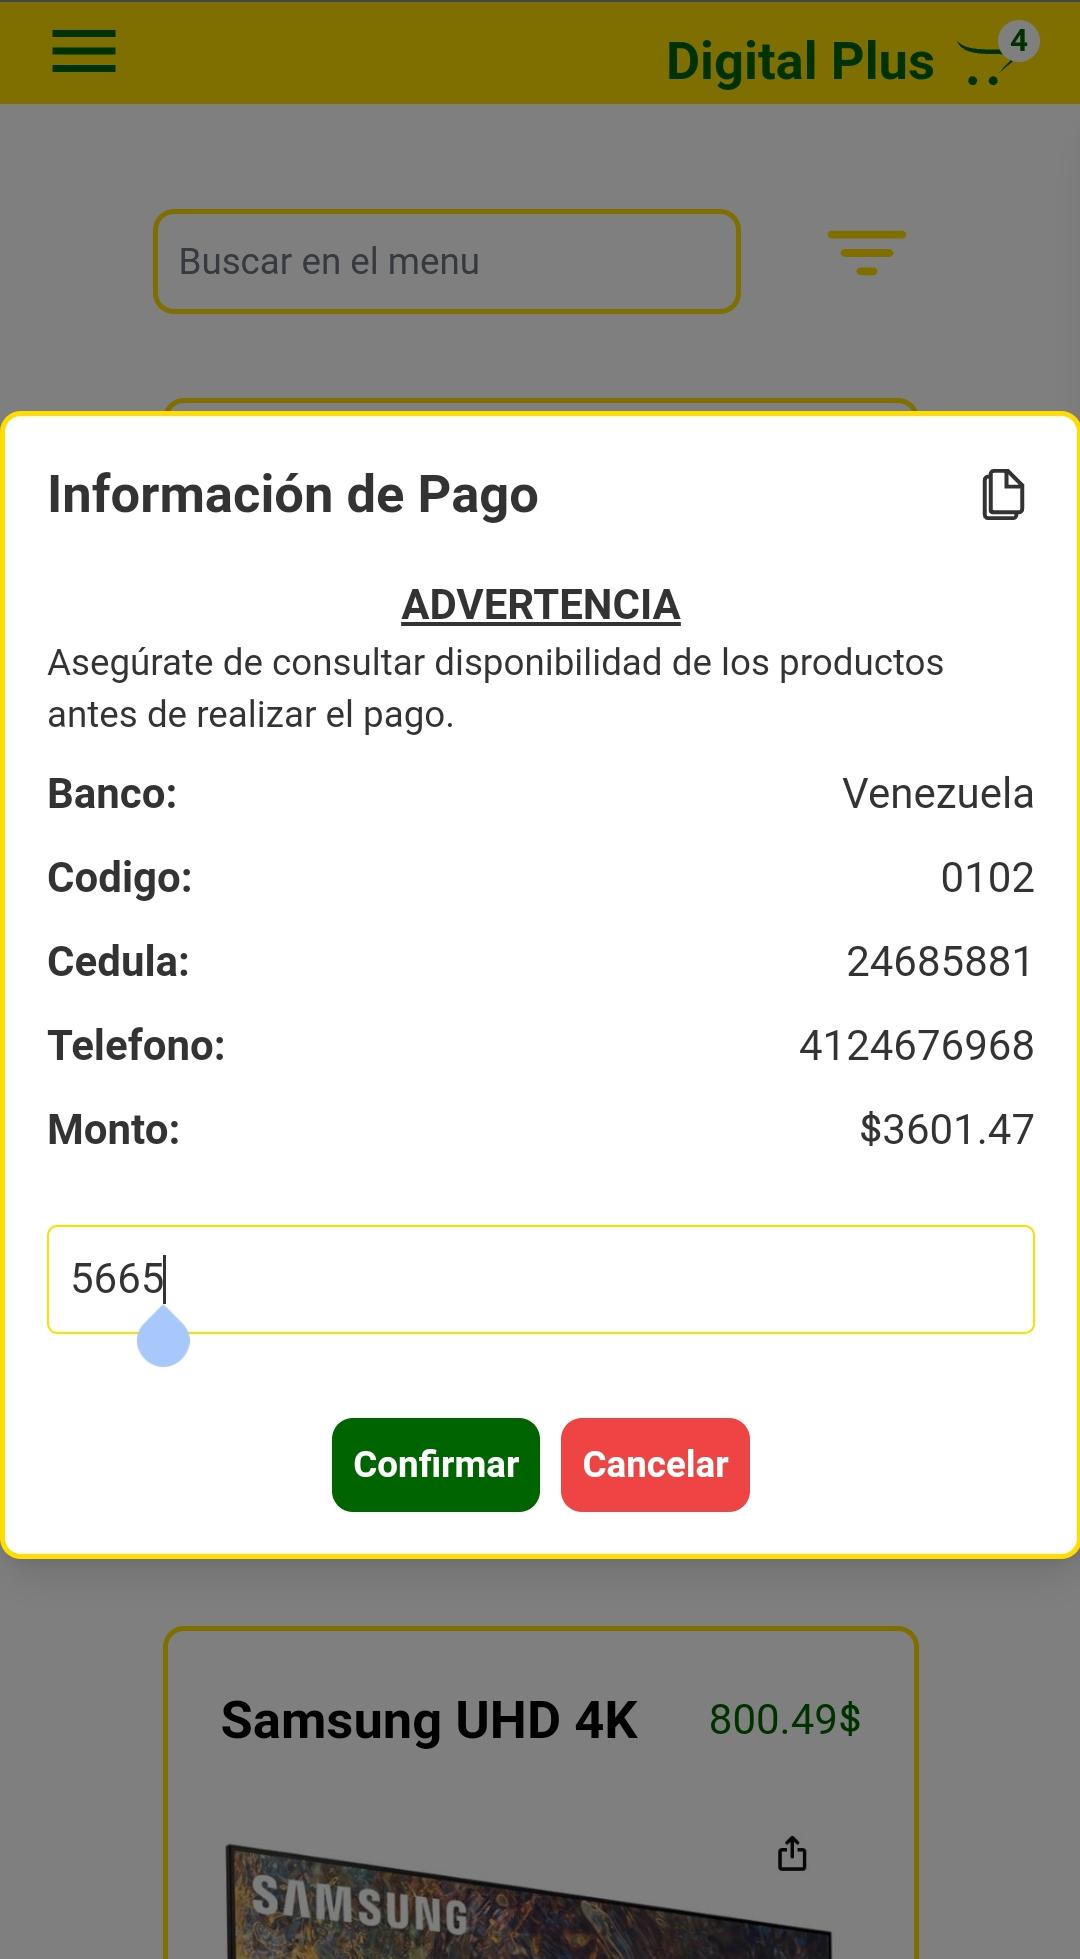 Digital Plus
4
Buscar en el menu
Información de Pago
ADVERTENCIA
Asegúrate de consultar disponibilidad de los productos
antes de realizar el pago.
Banco: Venezuela
Codigo: 0102
Cedula: 24685881
Telefono: 4124676968
Monto: $3601.47
5665
Confirmar Cancelar
Samsung UHD 4K 800.49$
SAMSUNG